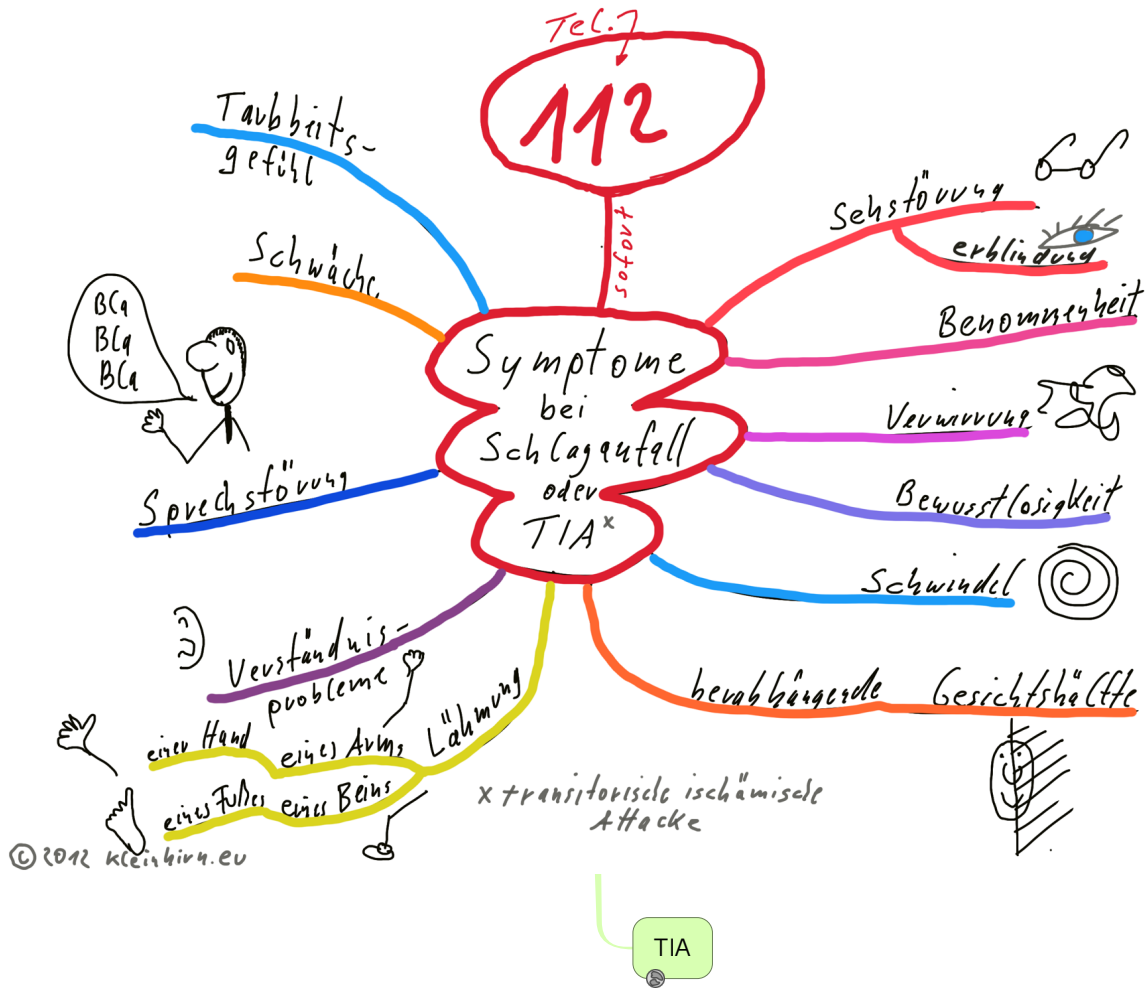 Tel.
112
sofort
Taubheits-
gefühl
Schwäche
BLa
BLa
BLa
Sprechstörung
Verständnis-
probleme
Lähmung
einer Hand
eines Arms
eines Fußes
eines Beins
Symptome
bei
Schlaganfall
oder
TIA x
Sehstörung
erblindung
Benommenheit
Verwirrung
?
Bewusstlosigkeit
Schwindel
herabhängende Gesichtshälfte
x transitorische ischämische
Attacke
© 2012 kleinhirn.eu
TIA